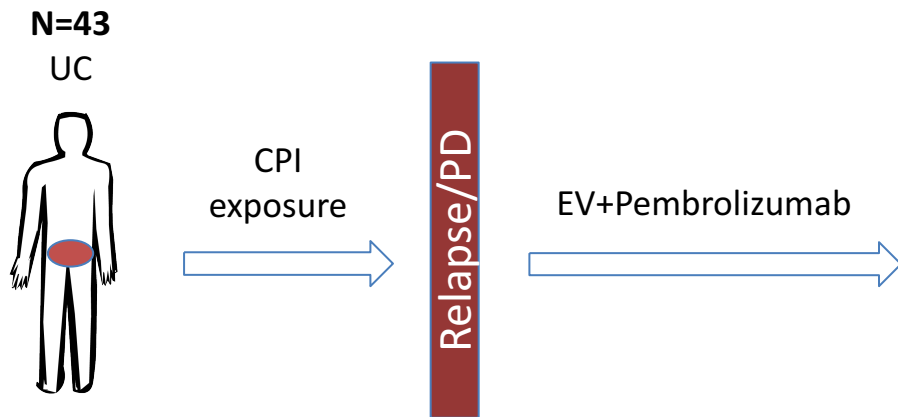 N=43
UC
CPI
exposure
Relapse/PD
EV+Pembrolizumab